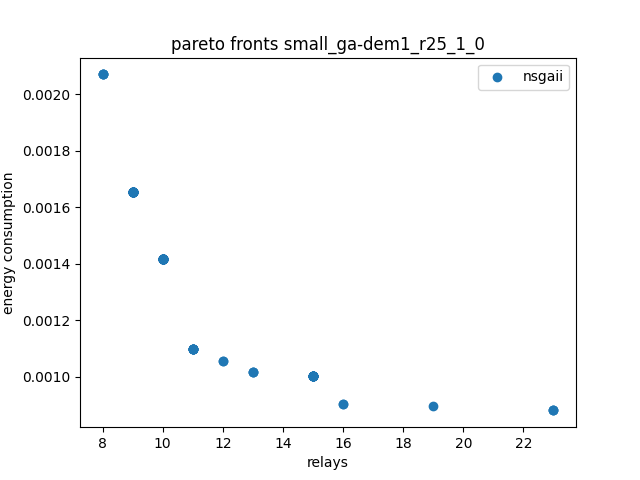 pareto fronts small_ga-dem1_r25_1_0
nsgaii
energy consumption
0.0020
0.0018
0.0016
0.0014
0.0012
0.0010
8 10 12 14 16 18 20 22
relays